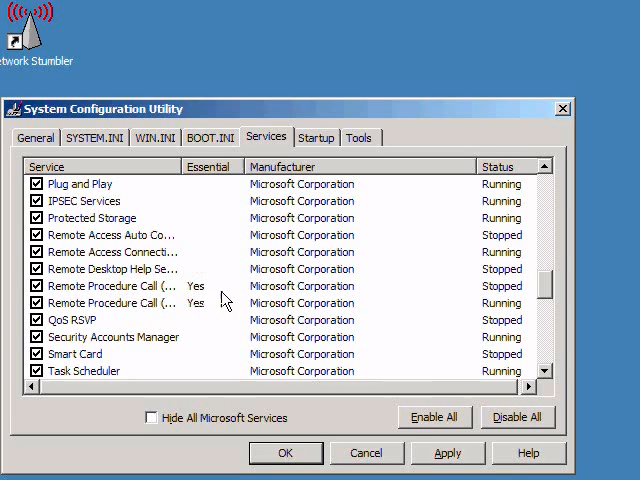 etwork Stumbler
System Configuration Utility
General SYSTEM.INI WIN.INI BOOT.INI Services Startup Tools
Service Essential Manufacturer Status
Plug and Play Microsoft Corporation Running
IPSEC Services Microsoft Corporation Running
Protected Storage Microsoft Corporation Running
Remote Access Auto Co... Microsoft Corporation Stopped
Remote Access Connecti... Microsoft Corporation Running
Remote Desktop Help Se... Microsoft Corporation Stopped
Remote Procedure Call (... Yes Microsoft Corporation Stopped
Remote Procedure Call (... Yes Microsoft Corporation Running
QoS RSVP Microsoft Corporation Stopped
Security Accounts Manager Microsoft Corporation Running
Smart Card Microsoft Corporation Stopped
Task Scheduler Microsoft Corporation Running
Hide All Microsoft Services Enable All Disable All
OK Cancel Apply Help